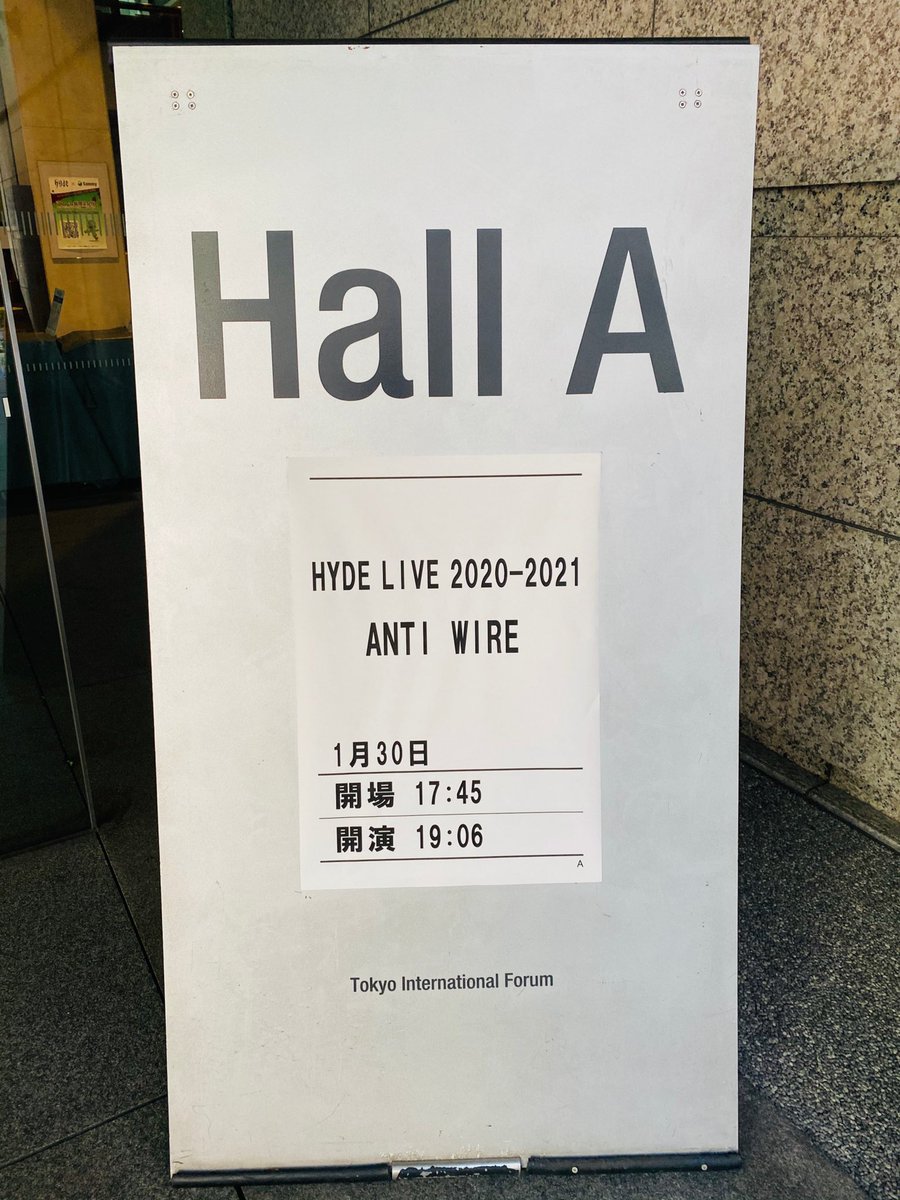 Hall A
HYDE LIVE 2020-2021
ANTI WIRE
1月30日
開場 17:45
開演 19:06
A
Tokyo International Forum